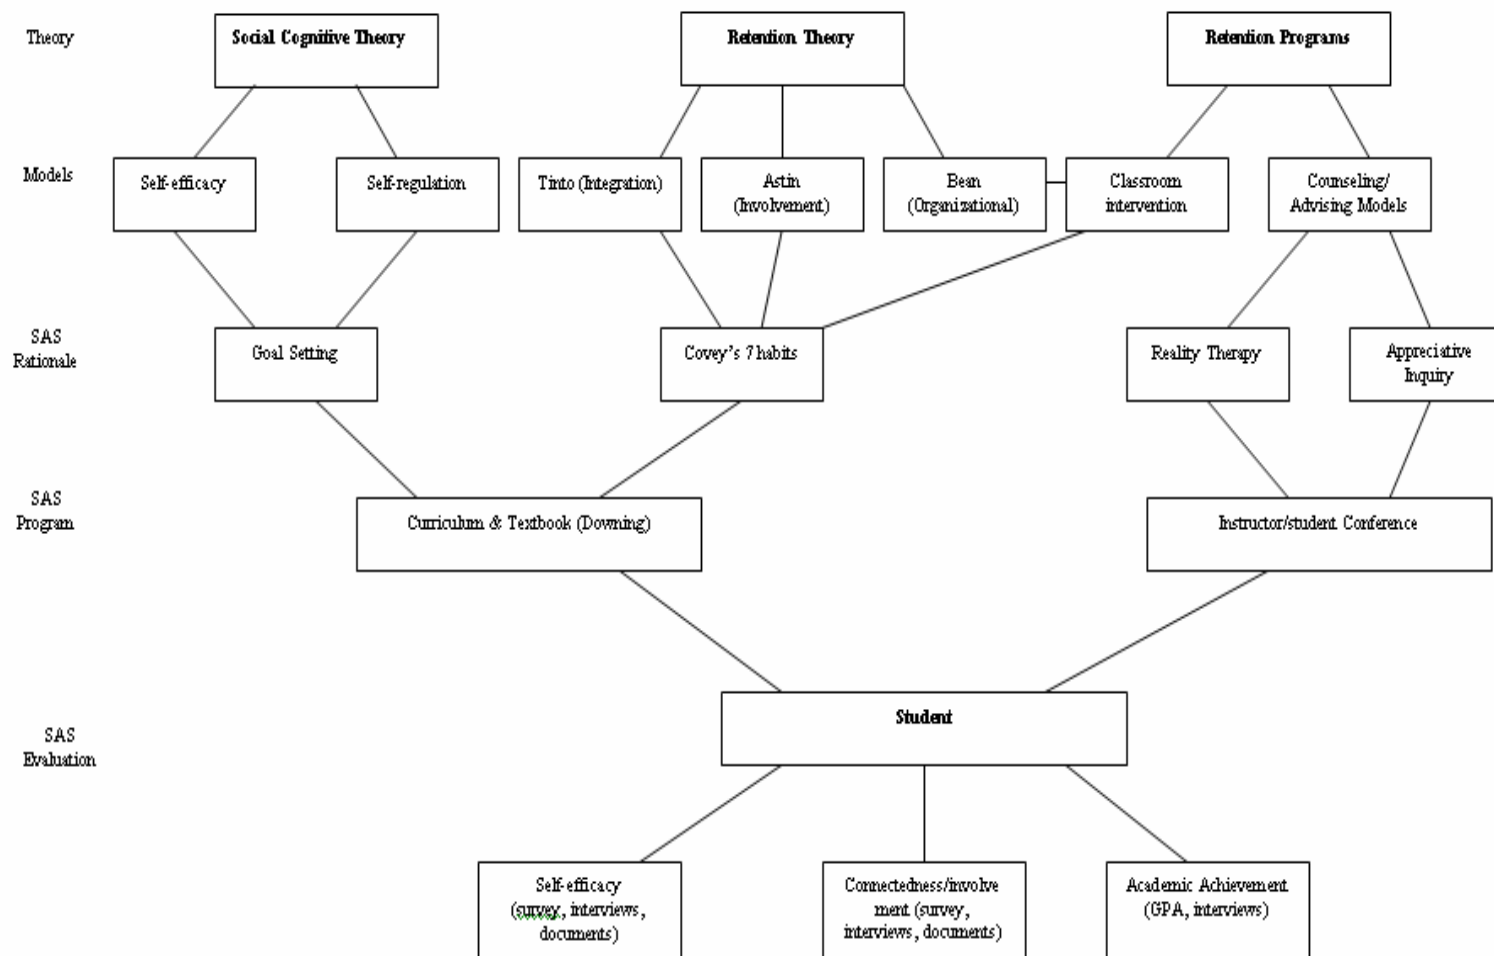 Theory
Social Cognitive Theory
Retention Theory
Retention Programs
Models
Self-efficacy
Self-regulation
Tinto (Integration)
Astin
(Involvement)
Bean
(Organizational)
Classroom
intervention
Counseling/
Advising Models
SAS
Rationale
Goal Setting
Covey's 7 habits
Reality Therapy
Appreciative
Inquiry
SAS
Program
Curriculum & Textbook (Downing)
Instructor/student Conference
SAS
Evaluation
Student
Self-efficacy
(survey, interviews,
documents)
Connectedness/involve
ment (survey,
interviews, documents)
Academic Achievement
(GPA, interviews)